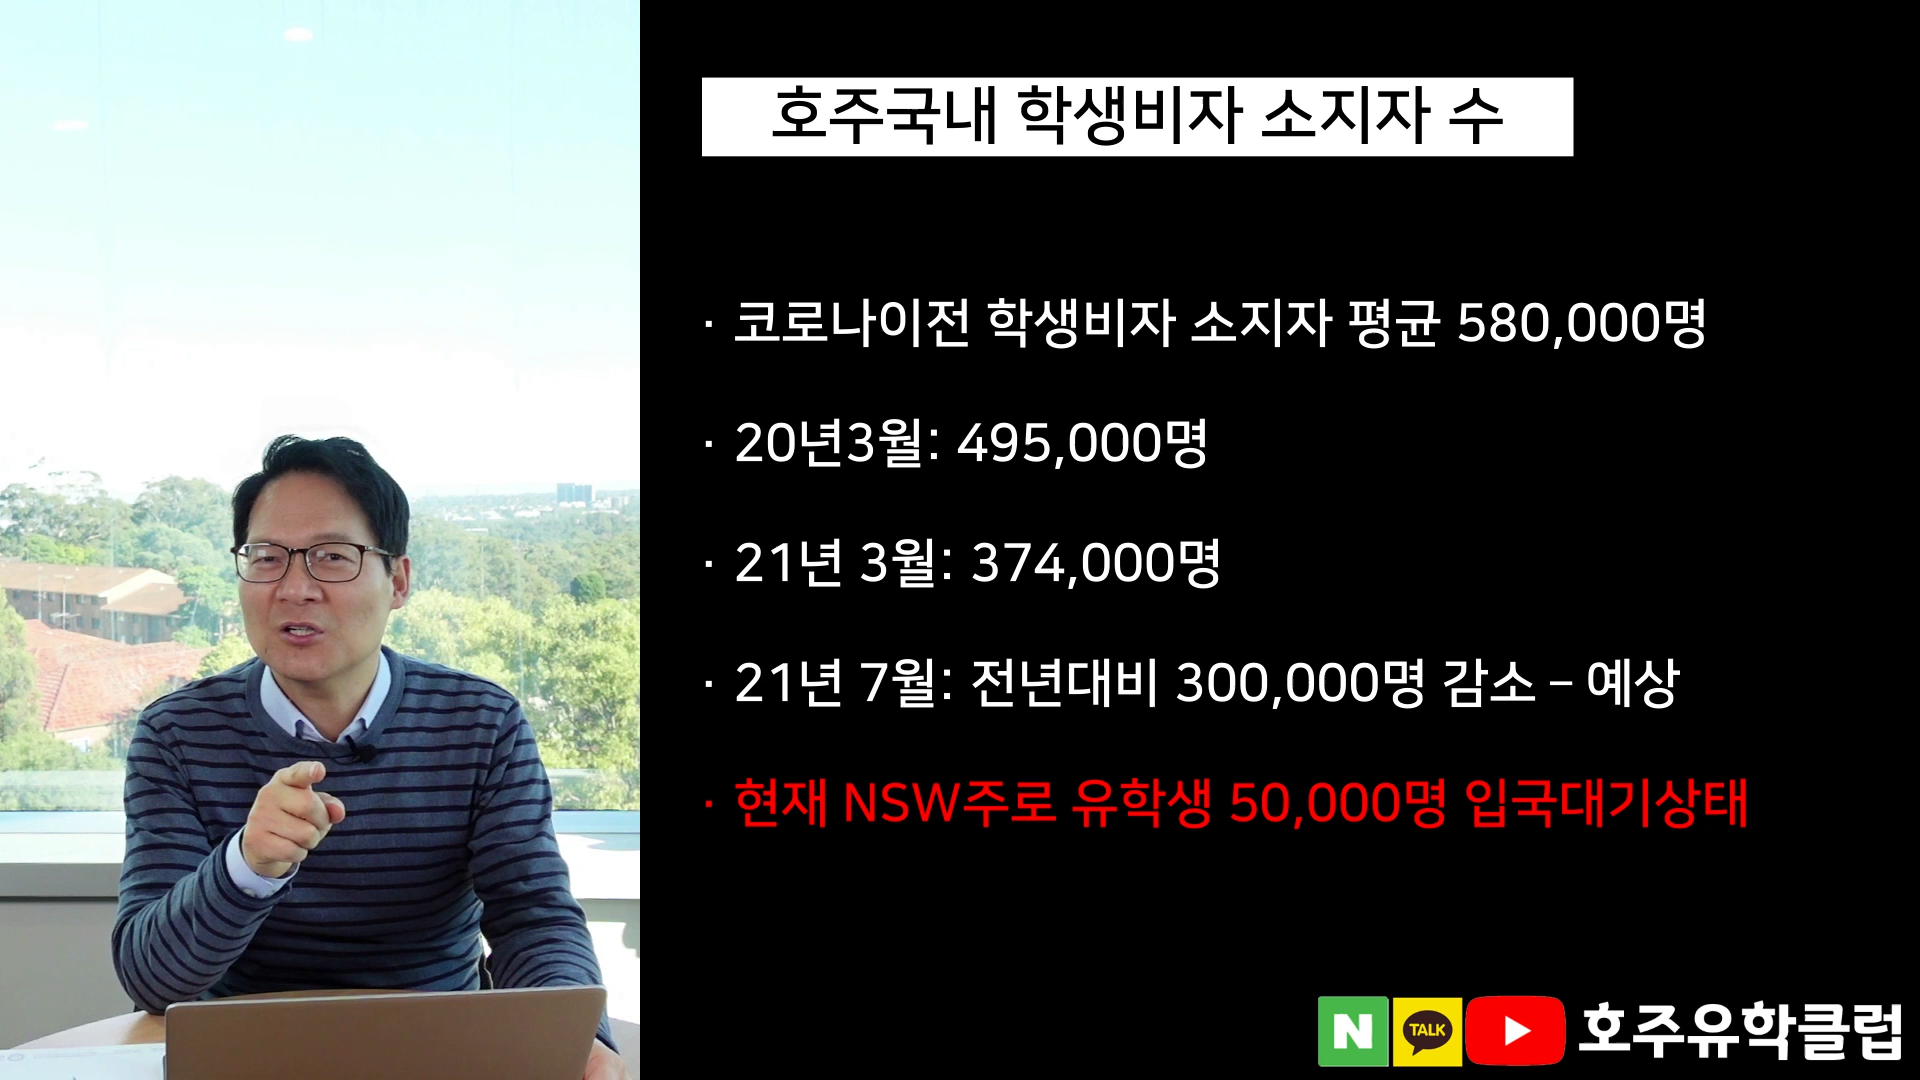 호주국내 학생비자 소지자 수
· 코로나이전 학생비자 소지자 평균 580,000명
· 20년3월: 495,000명
· 21년 3월: 374,000명
· 21년 7월: 전년대비 300,000명 감소 – 예상
· 현재 NSW주로 유학생 50,000명 입국대기상태
N TALK 호주유학클럽